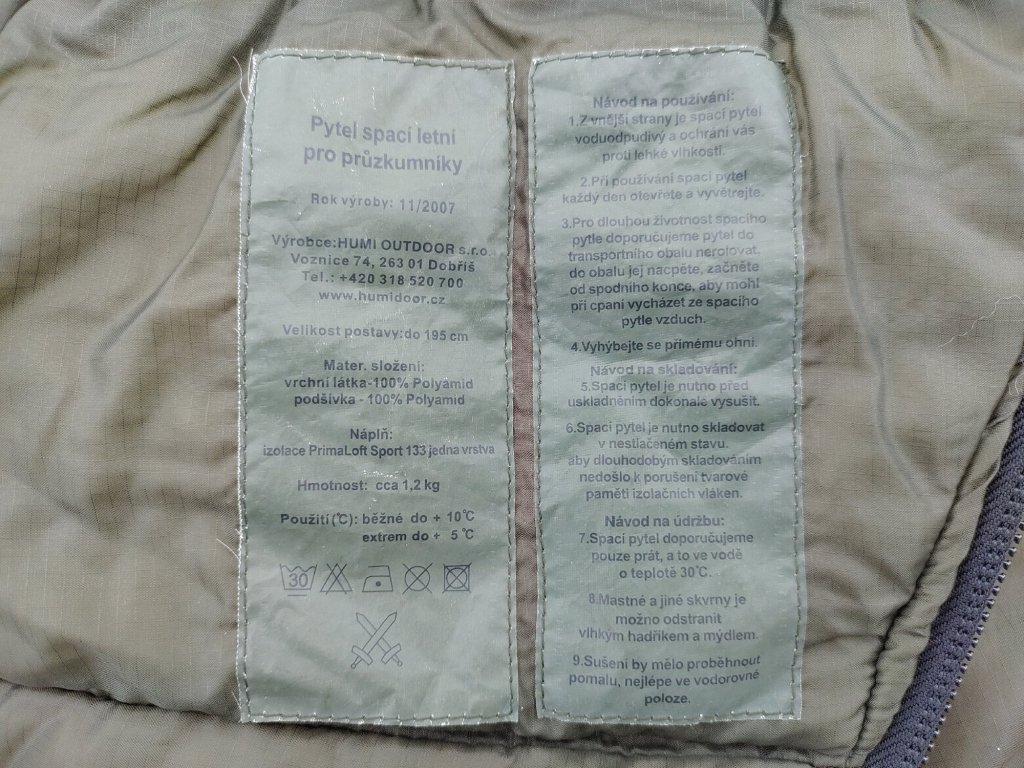 Pytel spací letní
pro průzkumníky
Rok výroby: 11/2007
Výrobce:HUMI OUTDOOR s.r.o.
Voznice 74, 263 01 Dobříš
Tel.: +420 318 520 700
www.humidoor.cz
Velikost postavy:do 195 cm
Mater. složení:
vrchní látka-100% Polyamid
podšívka - 100% Polyamid
Náplň:
izolace PrimaLoft Sport 133 jedna vrstva
Hmotnost: cca 1,2 kg
Použití(°C): běžné do + 10°C
extrem do + 5°C
30
Návod na používání:
1.Z vnější strany je spací pytel
voduodpudivý a ochrání vás
proti lehké vlhkosti.
2.Při používání spací pytel
každý den otevřete a vyvětrejte.
3.Pro dlouhou životnost spacího
pytle doporučujeme pytel do
transportního obalu nerolovat,
do obalu jej nacpěte, začněte
od spodního konce, aby mohl
při cpaní vycházet ze spacího
pytle vzduch.
4.Vyhýbejte se přímému ohni.
Návod na skladování:
5.Spací pytel je nutno před
uskladněním dokonale vysušit.
6.Spací pytel je nutno skladovat
v nestlačeném stavu.
aby dlouhodobým skladováním
nedošlo k porušení tvarové
paměti izolačních vláken.
Návod na údržbu:
7.Spací pytel doporučujeme
pouze prát, a to ve vodě
o teplotě 30°C.
8.Mastné a jiné skvrny je
možno odstranit
vlhkým hadříkem a mýdlem.
9.Sušení by mělo proběhnout
pomalu, nejlépe ve vodorovné
poloze.